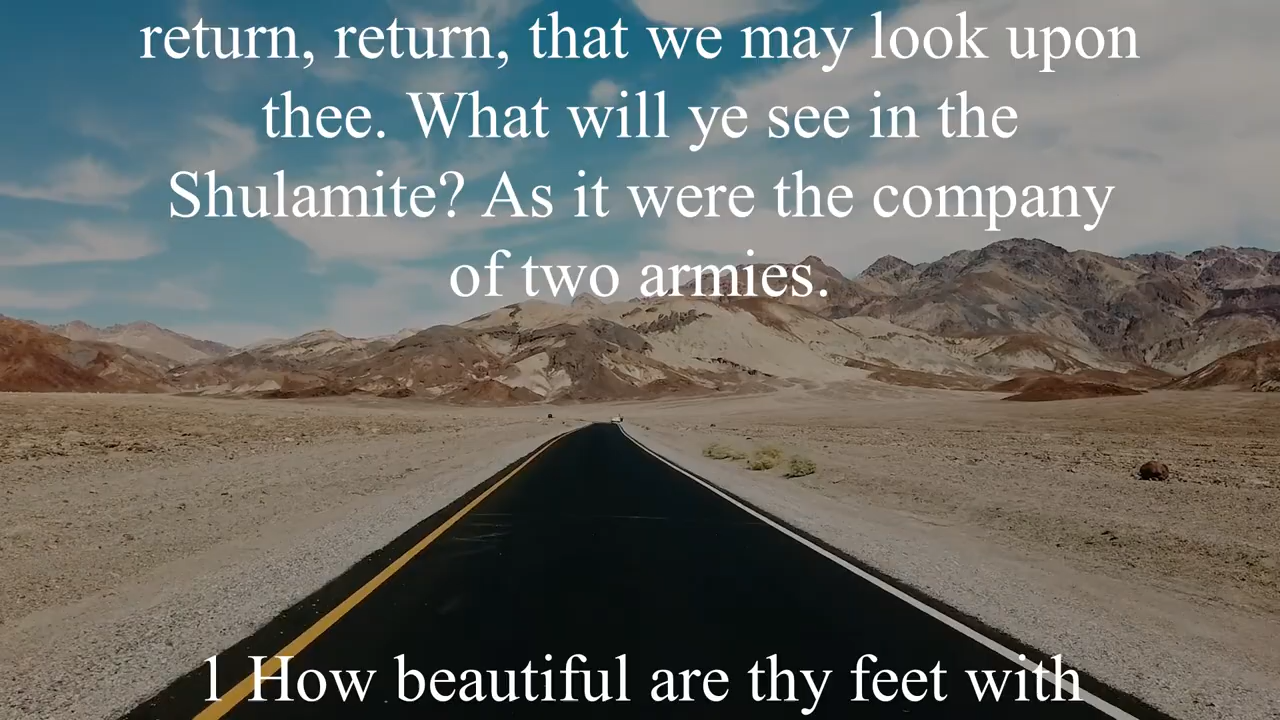 return, return, that we may look upon
thee. What will ye see in the
Shulamite? As it were the company
of two armies.
1 How beautiful are thy feet with